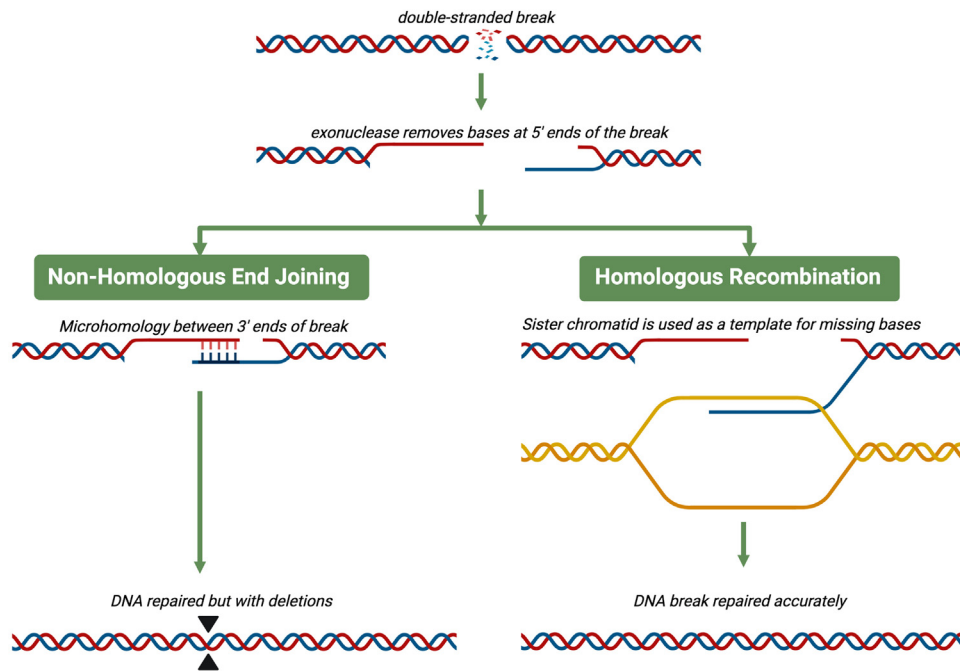 double-stranded break
exonuclease removes bases at 5' ends of the break
Non-Homologous End Joining
Homologous Recombination
Microhomology between 3' ends of break
Sister chromatid is used as a template for missing bases
DNA repaired but with deletions
DNA break repaired accurately